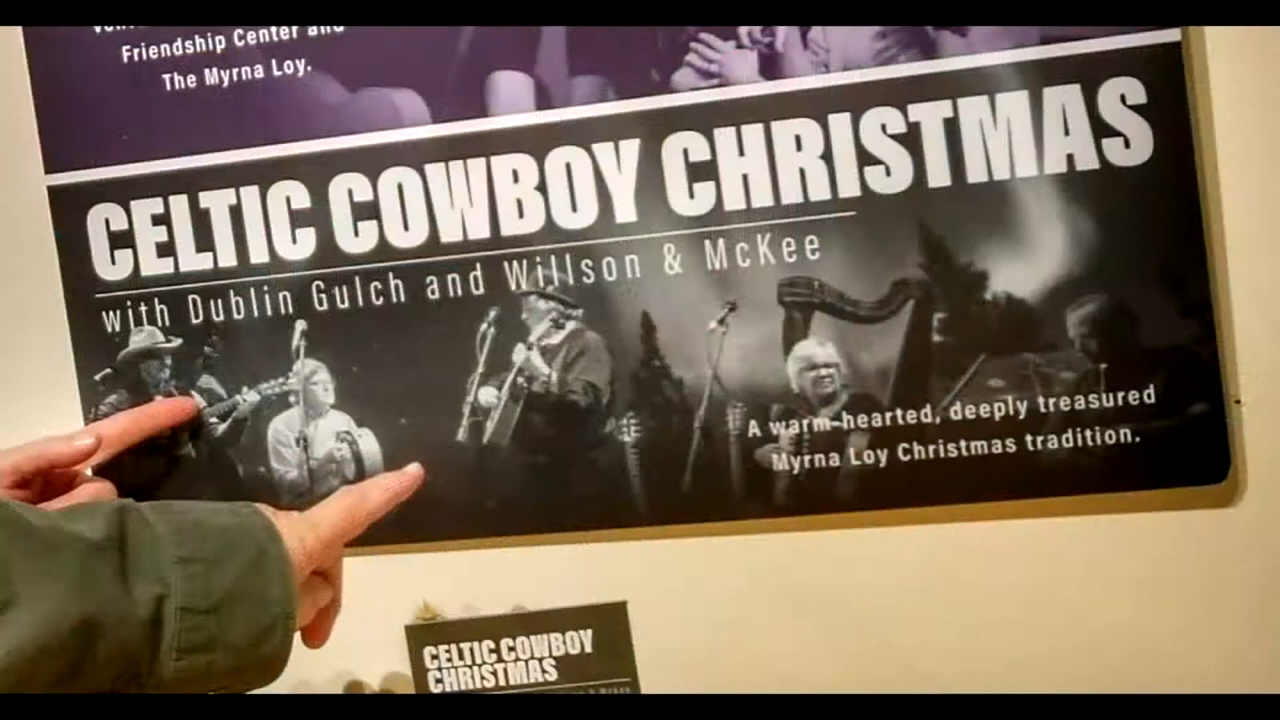 Friendship Center and
The Myrna Loy.
CELTIC COWBOY CHRISTMAS
with Dublin Gulch and Willson & McKee
A warm-hearted, deeply treasured
Myrna Loy Christmas tradition.
CELTIC COWBOY
CHRISTMAS